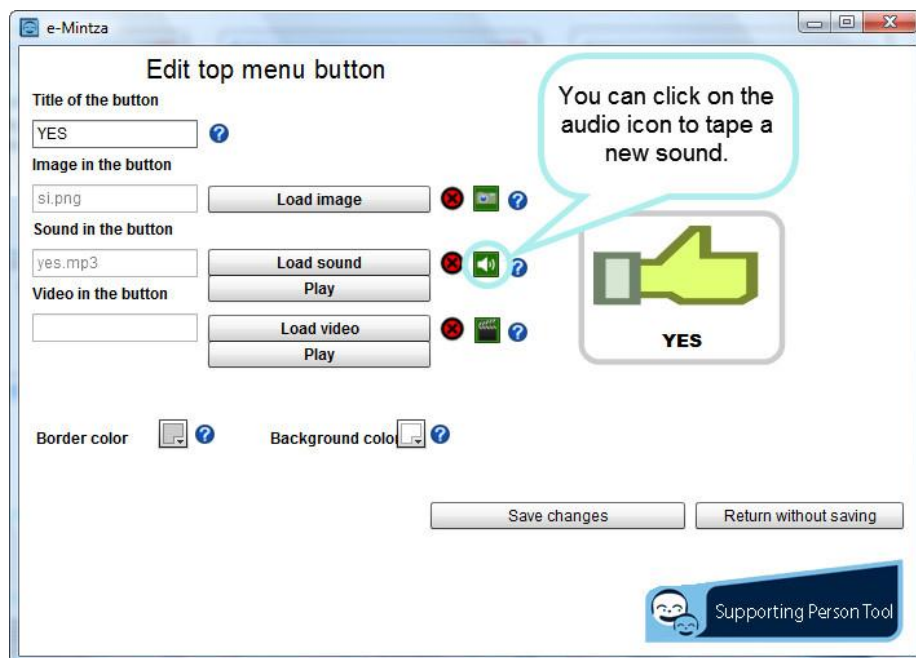 e-Mintza
Edit top menu button
Title of the button
YES
Image in the button
si.png
Load image
Sound in the button
yes.mp3
Load sound
Play
Video in the button
Load video
Play
You can click on the
audio icon to tape a
new sound.
YES
Border color
Background color
Save changes
Return without saving
Supporting Person Tool